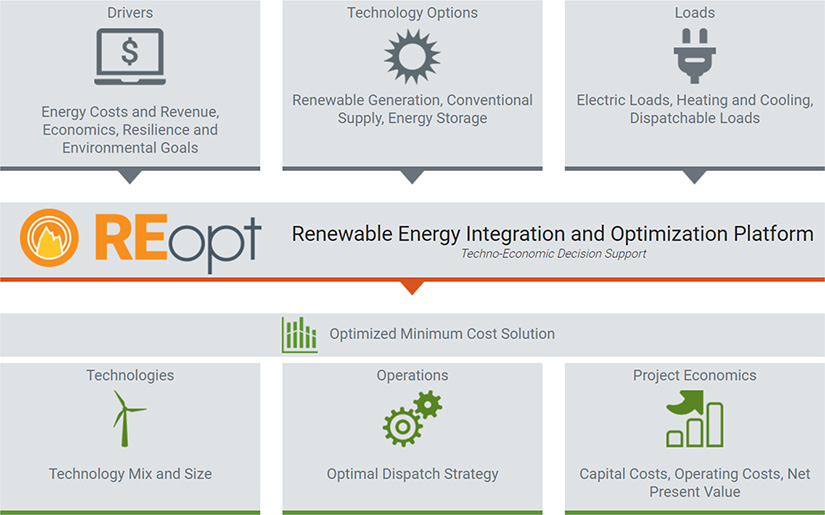 Drivers
$
Energy Costs and Revenue,
Economics, Resilience and
Environmental Goals
Technology Options
Renewable Generation, Conventional
Supply, Energy Storage
Loads
Electric Loads, Heating and Cooling,
Dispatchable Loads
REopt
Renewable Energy Integration and Optimization Platform
Techno-Economic Decision Support
Optimized Minimum Cost Solution
Technologies
Technology Mix and Size
Operations
Optimal Dispatch Strategy
Project Economics
Capital Costs, Operating Costs, Net
Present Value